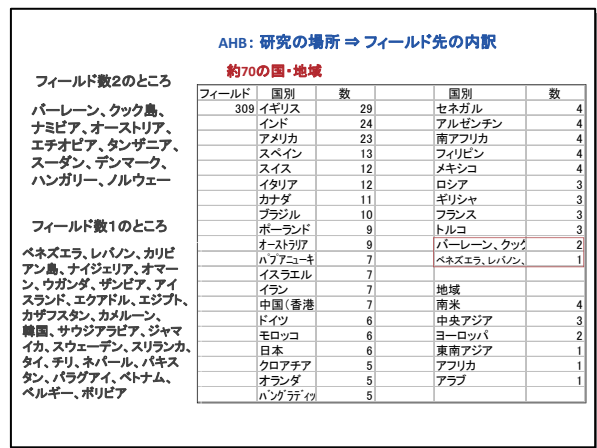 AHB: 研究の場所 ⇒ フィールド先の内訳
約70の国・地域
フィールド数2のところ
バーレーン、クック島、
ナミビア、オーストリア、
エチオピア、タンザニア、
スーダン、デンマーク、
ハンガリー、ノルウェー
フィールド数1のところ
ベネズエラ、レバノン、カリビ
アン島、ナイジェリア、オマー
ン、ウガンダ、ザンビア、アイ
スランド、エクアドル、エジプト、
カザフスタン、カメルーン、
韓国、サウジアラビア、ジャマ
イカ、スウェーデン、スリランカ、
タイ、チリ、ネパール、パキス
タン、パラグアイ、ベトナム、
ベルギー、ボリビア
フィールド 国別 数 国別 数
309 イギリス 29 セネガル 4
インド 24 アルゼンチン 4
アメリカ 23 南アフリカ 4
スペイン 13 フィリピン 4
スイス 12 メキシコ 4
イタリア 12 ロシア 3
カナダ 11 ギリシャ 3
ブラジル 10 フランス 3
ポーランド 9 トルコ 3
オーストラリア 9 バーレーン、クック 2
パプアニューキ 7 ベネズエラ、レバノン、 1
イスラエル 7
イラン 7 地域
中国(香港 7 南米 4
ドイツ 6 中央アジア 3
モロッコ 6 ヨーロッパ 2
日本 6 東南アジア 1
クロアチア 5 アフリカ 1
オランダ 5 アラブ 1
バングラディッ 5